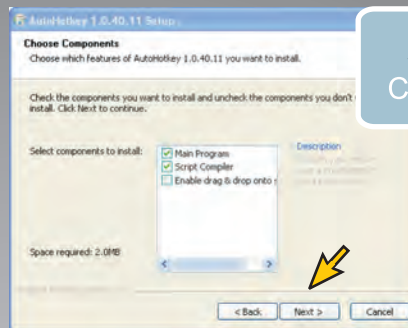 AutoHotkey 1.0.40.11 Setup
Choose Components
Choose which features of AutoHotkey 1.0.40.11 you want to install.
C
Check the components you want to install and uncheck the components you don't
install. Click Next to continue.
Select components to install:
Main Program
Script Compiler
Enable drag & drop onto
Description
Space required: 2.0MB
< Back
Next >
Cancel